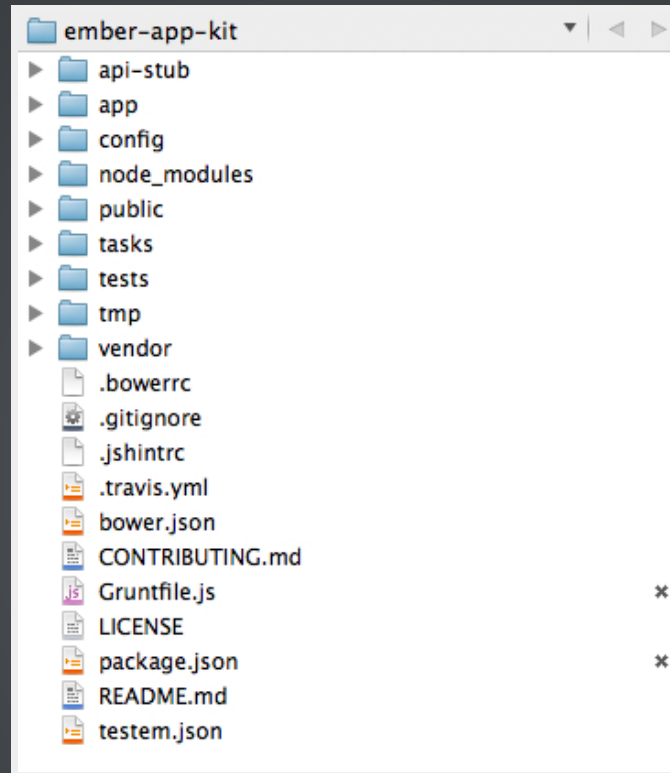 ember-app-kit
api-stub
app
config
node_modules
public
tasks
tests
tmp
vendor
.bowerrc
.gitignore
.jshintrc
.travis.yml
bower.json
CONTRIBUTING.md
Gruntfile.js
LICENSE
package.json
README.md
testem.json